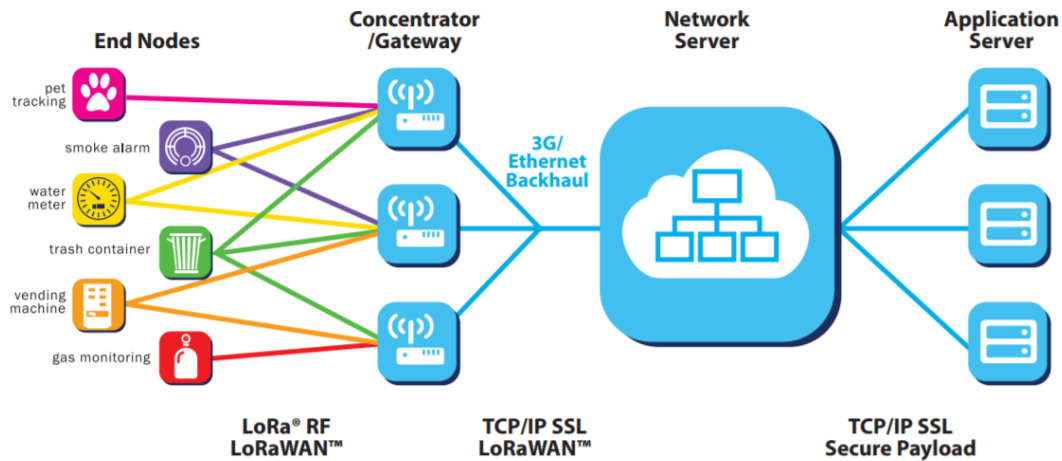 End Nodes
Concentrator
/Gateway
Network
Server
Application
Server
pet
tracking
smoke alarm
water
meter
trash container
vending
machine
gas monitoring
3G/
Ethernet
Backhaul
LoRa® RF
LoRaWAN™
TCP/IP SSL
LoRaWAN™
TCP/IP SSL
Secure Payload